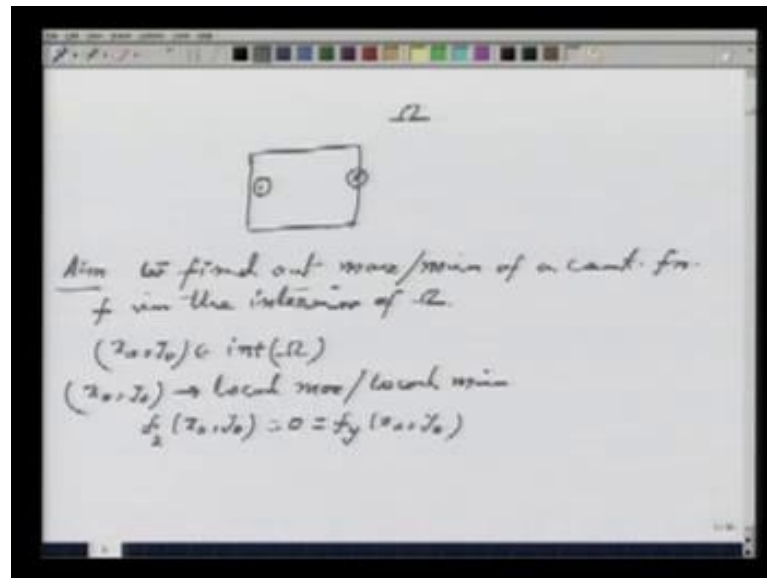 Ω
Aim to find out max/min of a cont. fn.
f in the interior of Ω.
(x₀, y₀) ∈ int(Ω)
(x₀, y₀) → local max/local min
fₓ(x₀, y₀) = 0 = f_y(x₀, y₀)